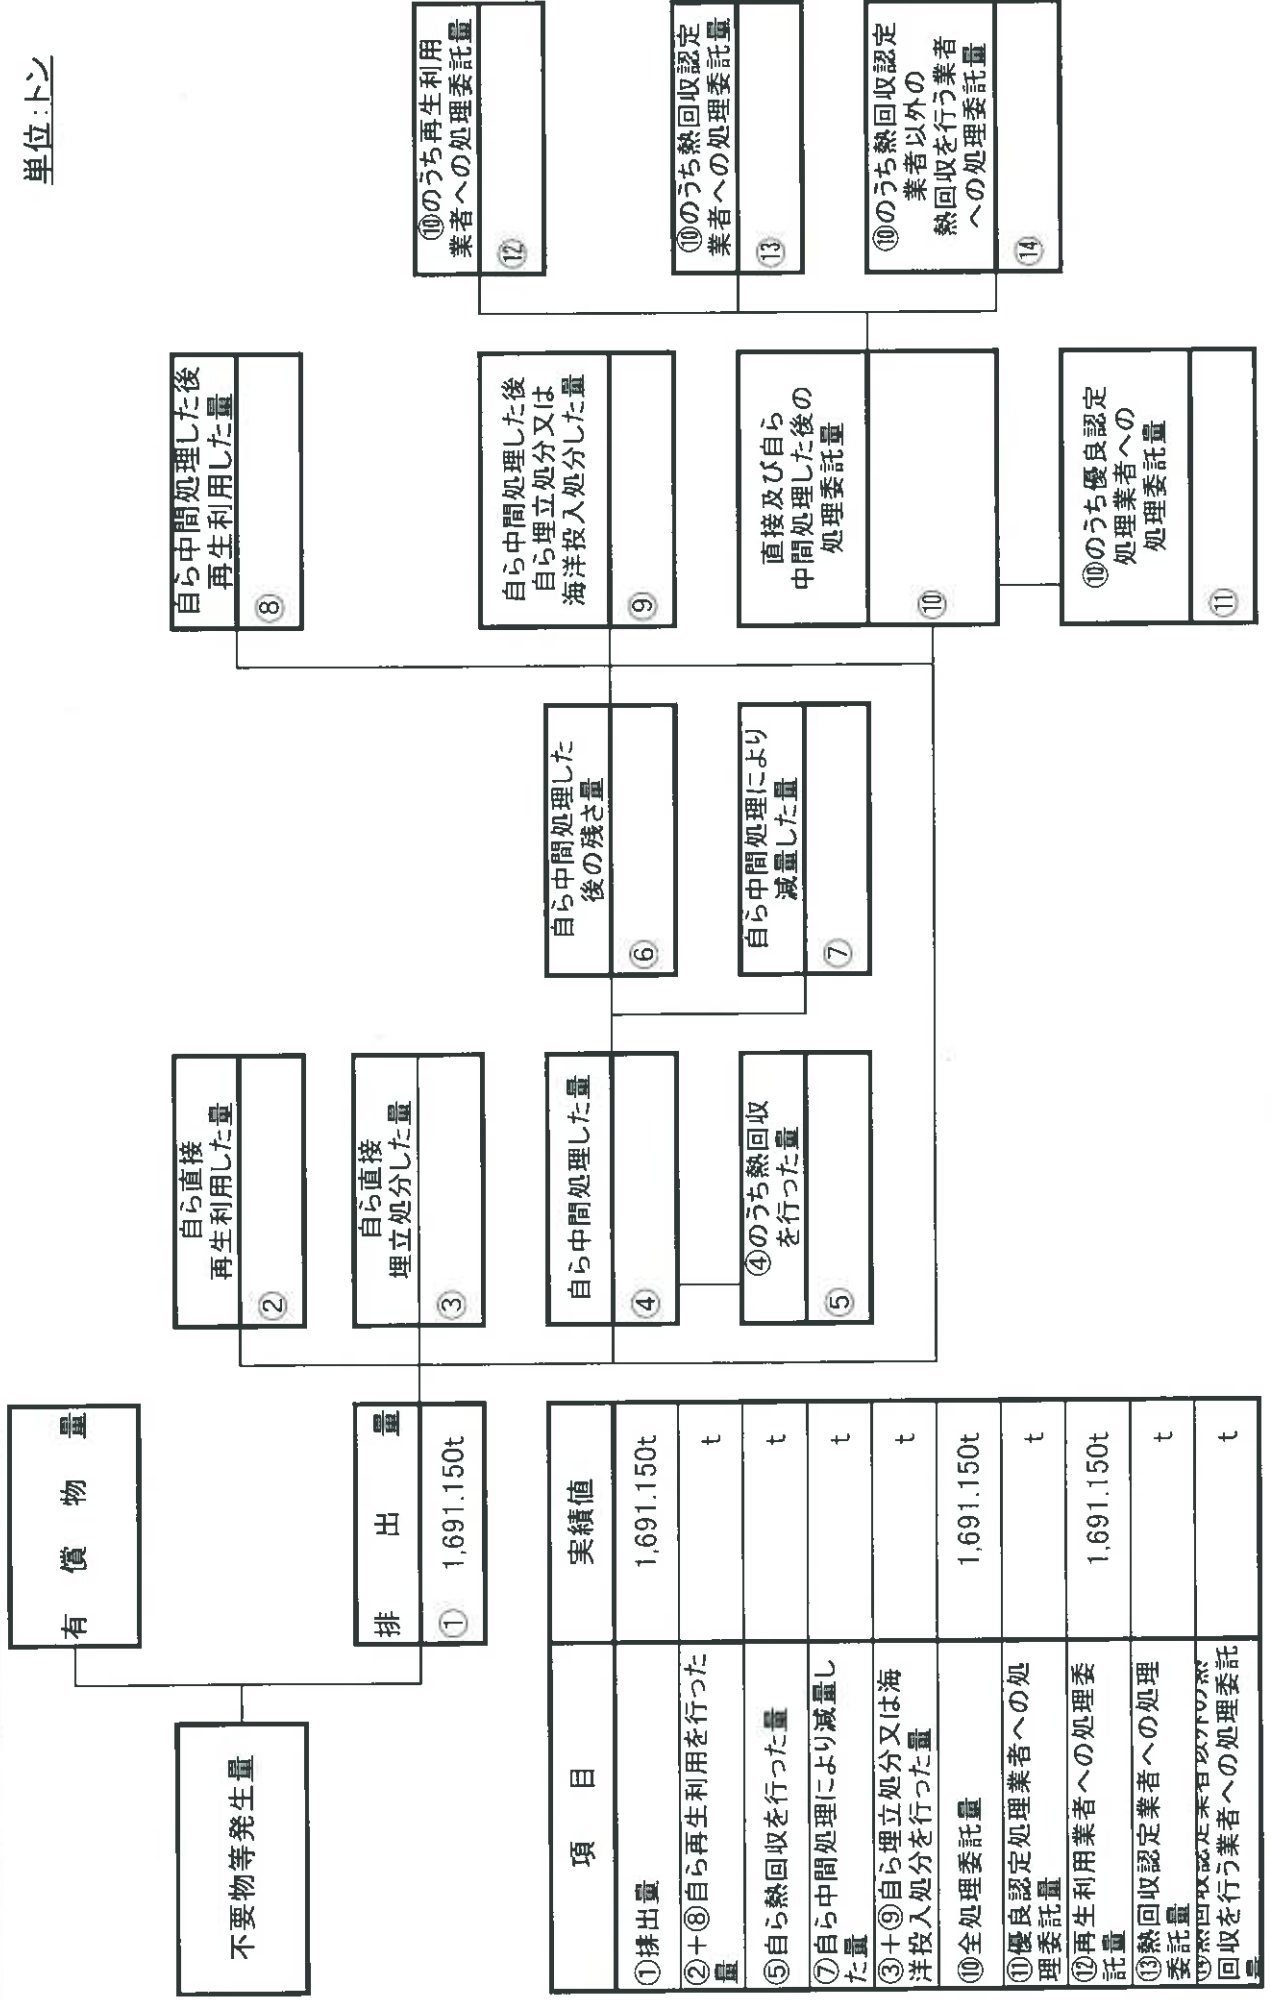 単位:トン
有償物量
不要物等発生量
排出量
① 1,691.150t
自ら直接
再生利用した量
②
自ら直接
埋立処分した量
③
自ら中間処理した量
④
④のうち熱回収
を行った量
⑤
自ら中間処理した
後の残さ量
⑥
自ら中間処理により
減量した量
⑦
自ら中間処理した後
再生利用した量
⑧
自ら中間処理した後
自ら埋立処分又は
海洋投入処分した量
⑨
直接及び自ら
中間処理した後の
処理委託量
⑩
⑩のうち優良認定
処理業者への
処理委託量
⑪
⑩のうち再生利用
業者への処理委託量
⑫
⑩のうち熱回収認定
業者への処理委託量
⑬
⑩のうち熱回収認定
業者以外の
熱回収を行う業者
への処理委託量
⑭
項目 実績値
①排出量 1,691.150t
②+⑧自ら再生利用を行った
量 t
⑤自ら熱回収を行った量 t
⑦自ら中間処理により減量し
た量 t
③+⑨自ら埋立処分又は海
洋投入処分を行った量 t
⑩全処理委託量 1,691.150t
⑪優良認定処理業者への処
理委託量 t
⑫再生利用業者への処理委
託量 1,691.150t
⑬熱回収認定業者への処理
委託量 t
⑭熱回収認定業者以外の熱
回収を行う業者への処理委託
量 t